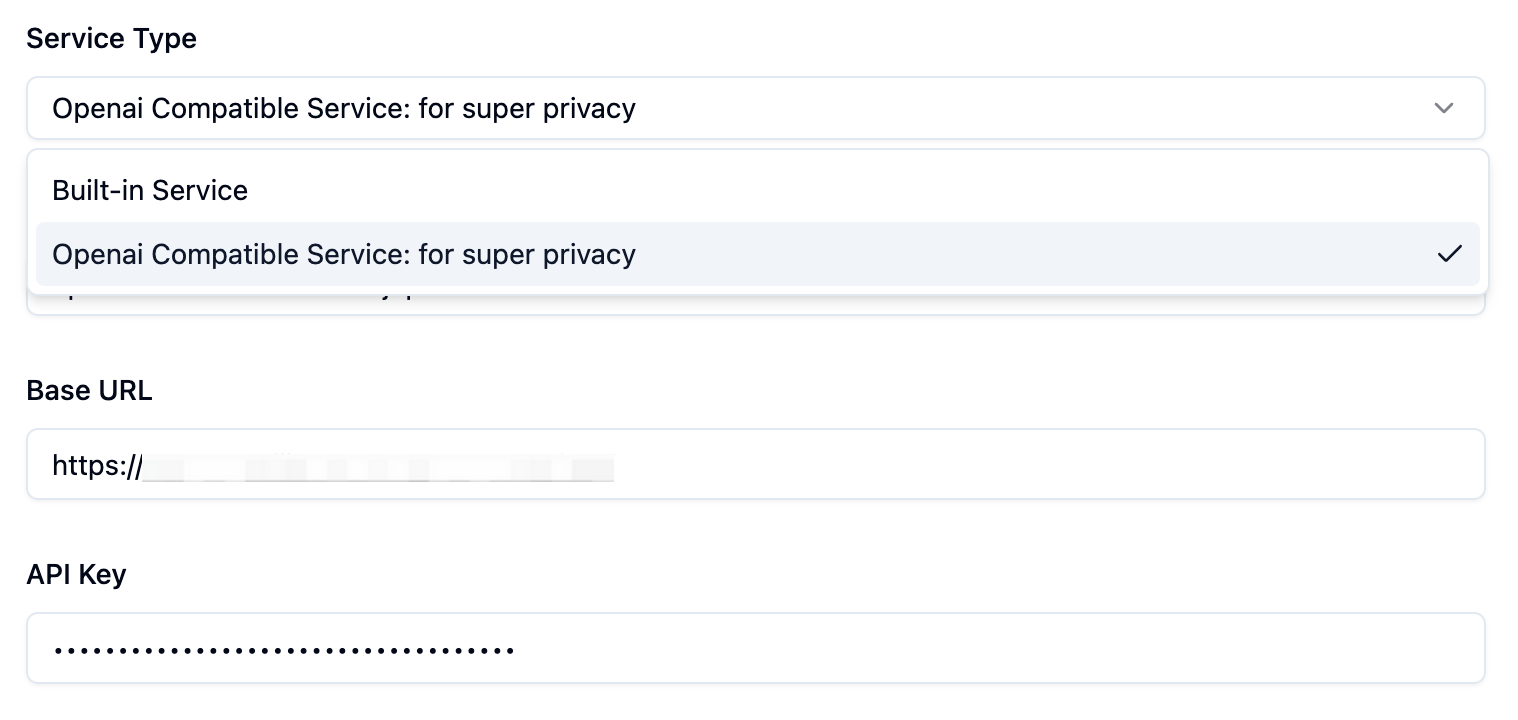 Service Type
Openai Compatible Service: for super privacy
Built-in Service
Openai Compatible Service: for super privacy
Base URL
https://
API Key